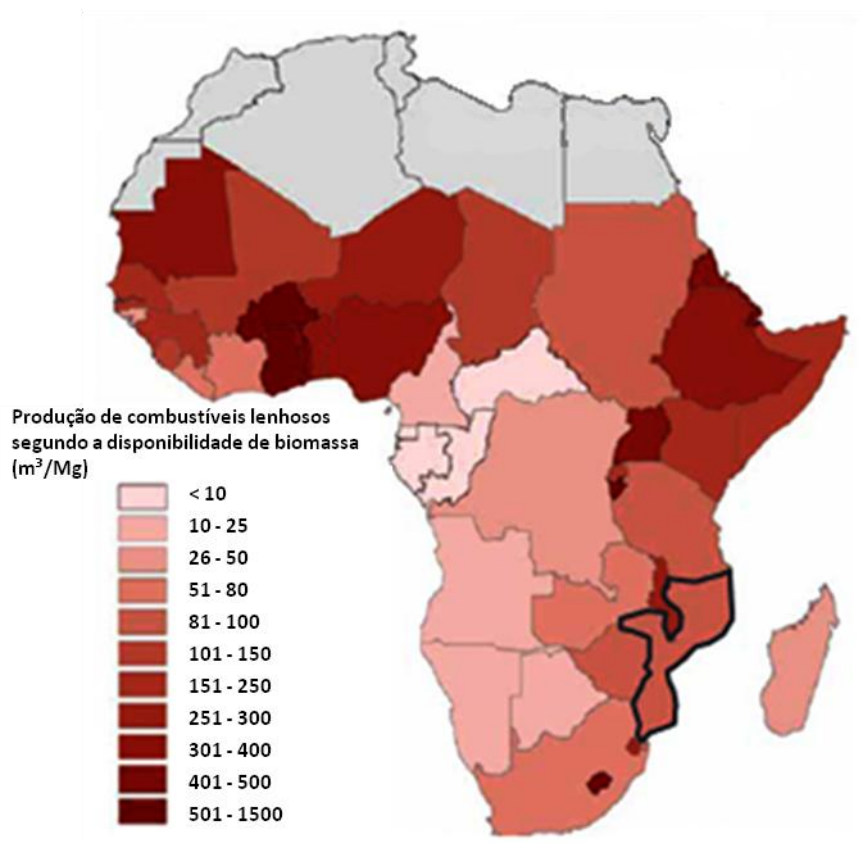 Produção de combustíveis lenhosos
segundo a disponibilidade de biomassa
(m³/Mg)
< 10
10 - 25
26 - 50
51 - 80
81 - 100
101 - 150
151 - 250
251 - 300
301 - 400
401 - 500
501 - 1500